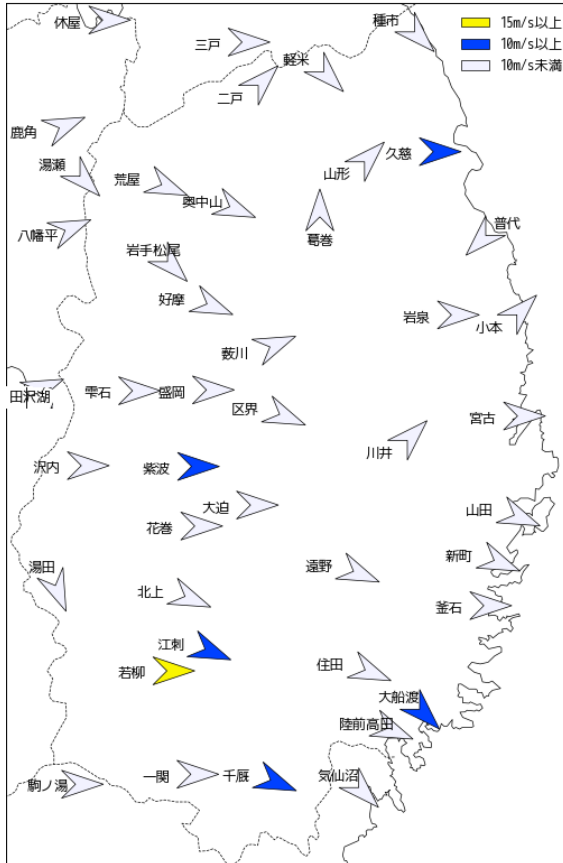 休屋
種市
15m/s以上
10m/s以上
10m/s未満
三戸
軽米
二戸
鹿角
湯瀬
荒屋
奥中山
山形
久慈
八幡平
岩手松尾
葛巻
普代
好摩
岩泉
小本
薮川
田沢湖
雫石
盛岡
区界
宮古
川井
沢内
紫波
大迫
花巻
山田
新町
湯田
北上
遠野
釜石
江刺
若柳
住田
大船渡
陸前高田
駒ノ湯
一関
千厩
気仙沼